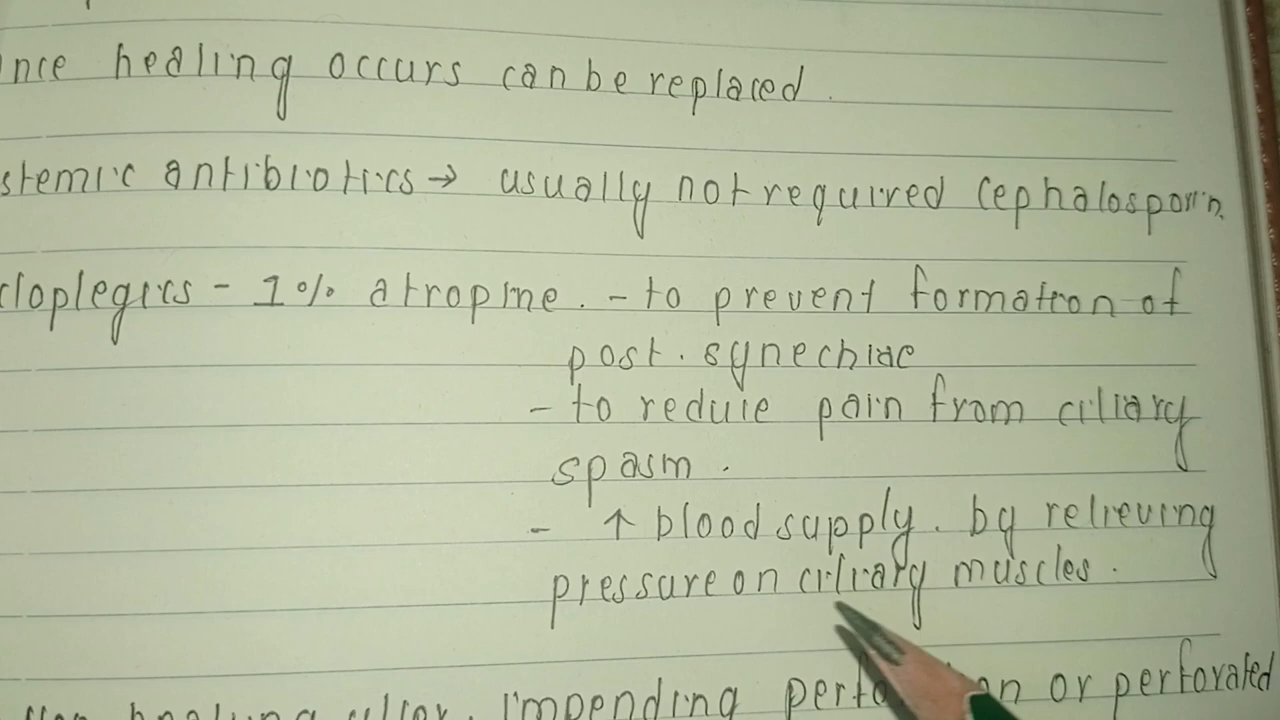 nce healing occurs can be replaced.
stemic antibiotics → usually not required cephalosporin.
cloplegics - 1% atropine. - to prevent formation of
post. synechiae
- to reduce pain from ciliary
spasm.
- ↑ blood supply. by relieving
pressure on ciliary muscles.
healing ulcer. Impending or perforated